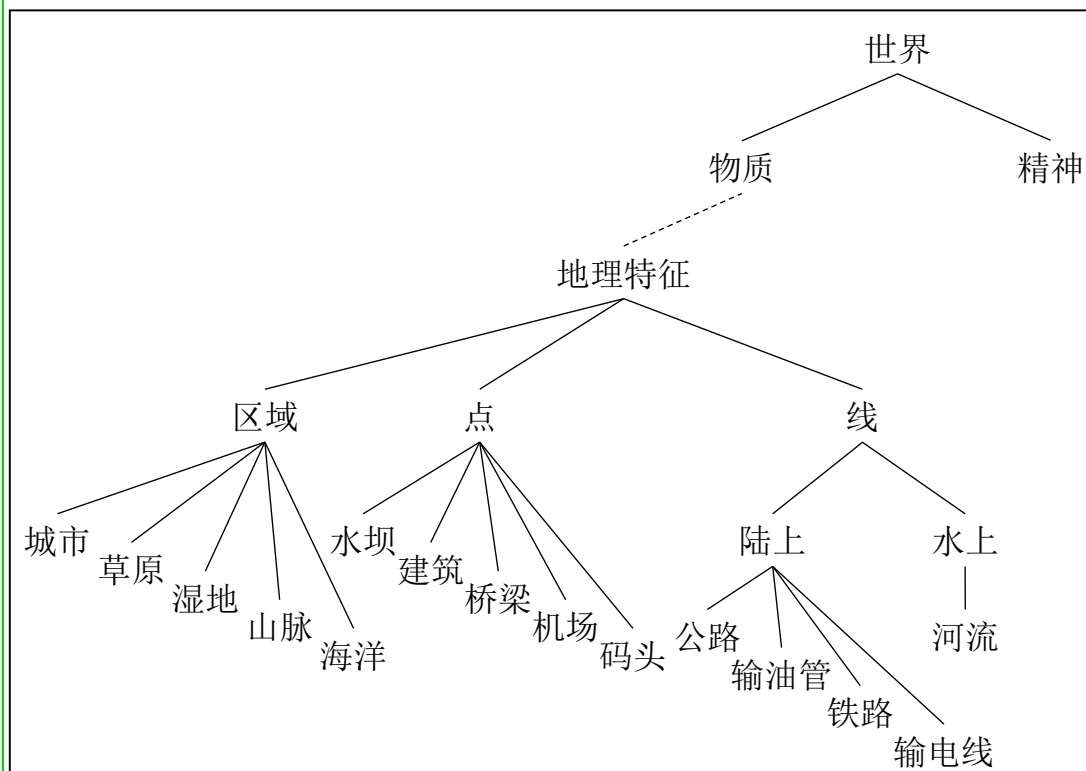 世界
物质
精神
地理特征
区域
点
线
城市
草原
湿地
山脉
海洋
水坝
建筑
桥梁
机场
码头
陆上
水上
公路
输油管
铁路
输电线
河流